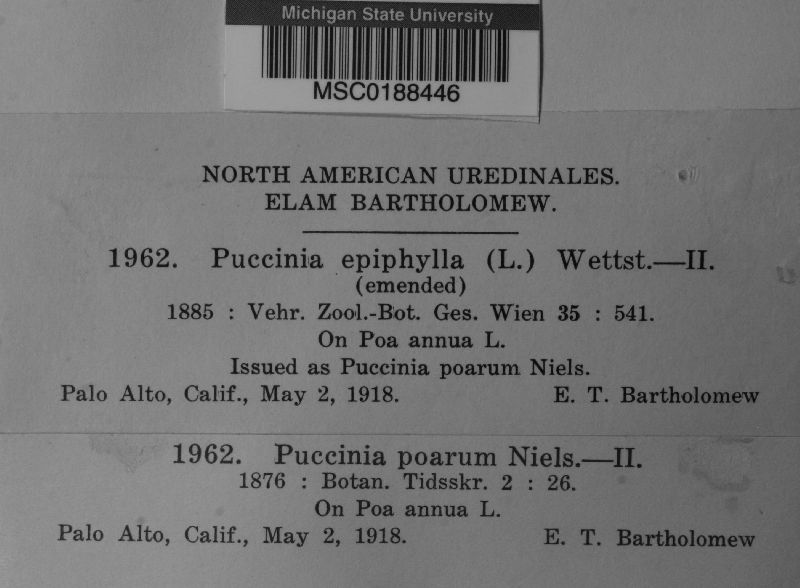 Michigan State University
MSC0188446
NORTH AMERICAN UREDINALES.
ELAM BARTHOLOMEW.
1962. Puccinia epiphylla (L.) Wettst.—II.
(emended)
1885 : Vehr. Zool.-Bot. Ges. Wien 35 : 541.
On Poa annua L.
Issued as Puccinia poarum Niels.
Palo Alto, Calif., May 2, 1918. E. T. Bartholomew
1962. Puccinia poarum Niels.—II.
1876 : Botan. Tidsskr. 2 : 26.
On Poa annua L.
Palo Alto, Calif., May 2, 1918. E. T. Bartholomew